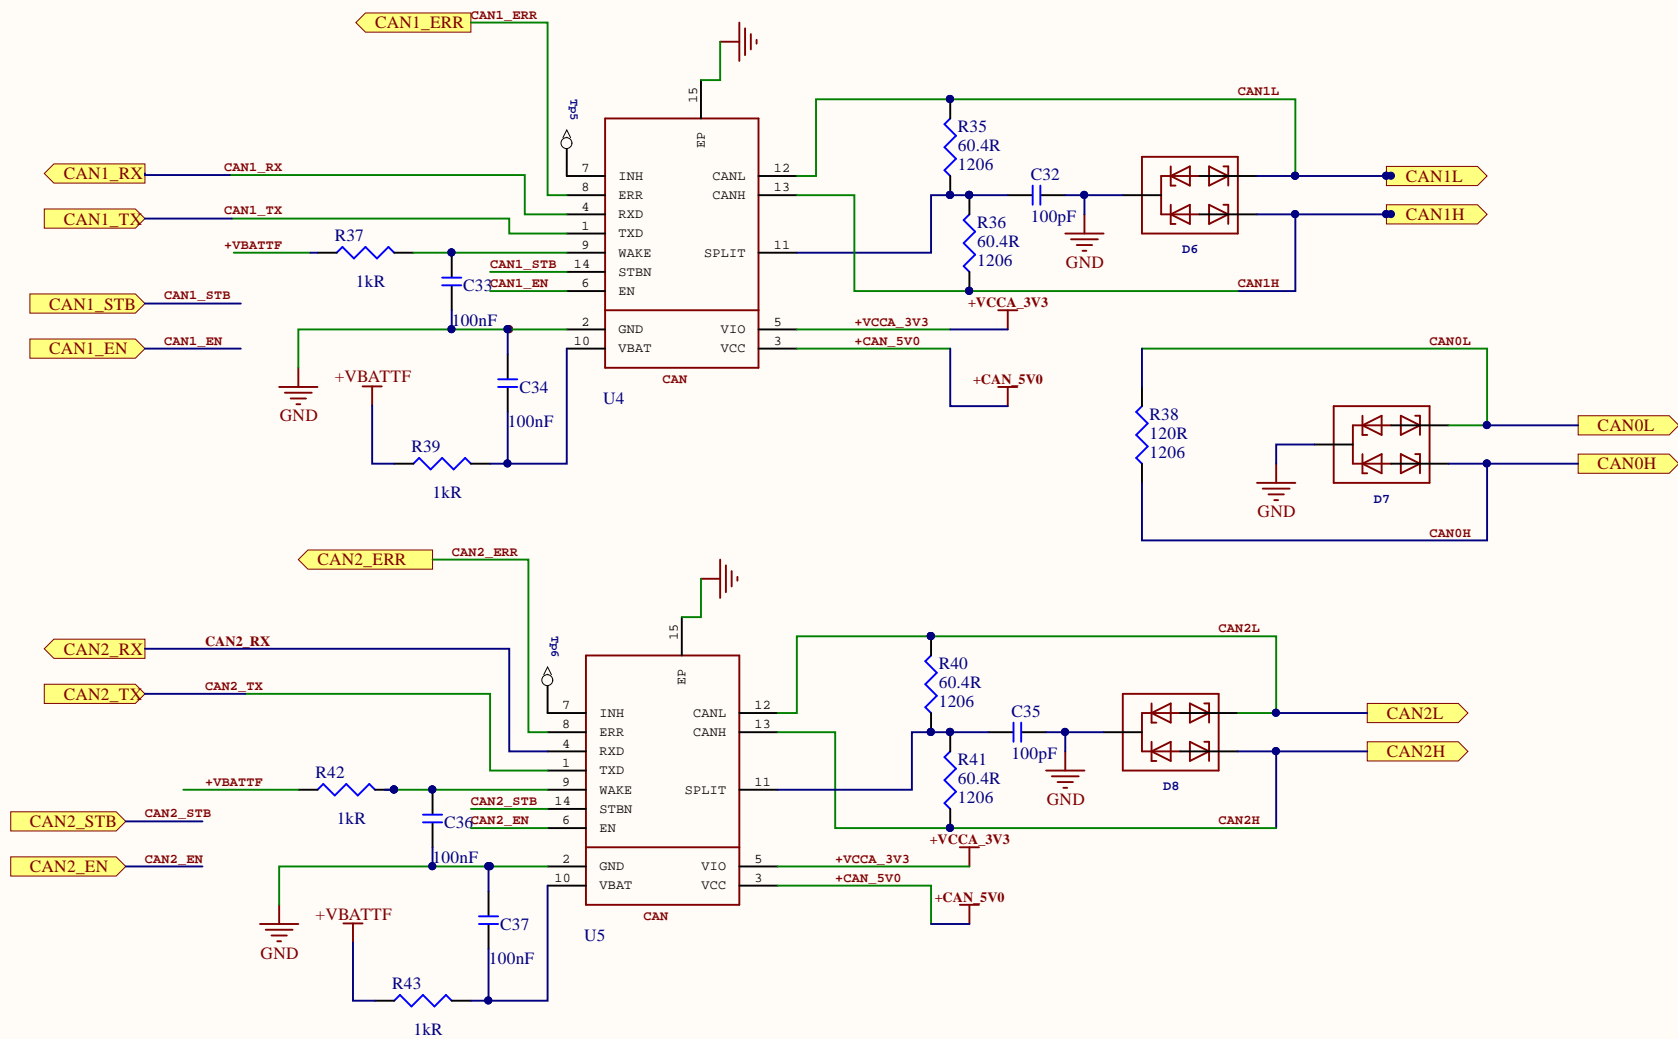 CAN1_ERR
CAN1_ERR
15
EP
Tp5
CAN1_RX
CAN1_RX
CAN1_TX
CAN1_TX
+VBATTF
R37
1kR
C33
100nF
CAN1_STB
CAN1_EN
CAN1_STB
CAN1_STB
CAN1_EN
CAN1_EN
7 INH
8 ERR
4 RXD
1 TXD
9 WAKE
14 STBN
6 EN
2 GND
10 VBAT
CANL 12
CANH 13
SPLIT 11
VIO 5
VCC 3
CAN
U4
GND
+VBATTF
C34
100nF
R39
1kR
CAN1L
R35
60.4R
1206
C32
100pF
R36
60.4R
1206
GND
D6
CAN1L
CAN1H
CAN1H
+VCCA_3V3
+VCCA_3V3
+CAN_5V0
+CAN_5V0
CAN0L
R38
120R
1206
GND
D7
CAN0L
CAN0H
CAN0H
CAN2_ERR
CAN2_ERR
15
EP
Tp6
CAN2_RX
CAN2_RX
CAN2_TX
CAN2_TX
+VBATTF
R42
1kR
C36
100nF
CAN2_STB
CAN2_EN
CAN2_STB
CAN2_STB
CAN2_EN
CAN2_EN
7 INH
8 ERR
4 RXD
1 TXD
9 WAKE
14 STBN
6 EN
2 GND
10 VBAT
CANL 12
CANH 13
SPLIT 11
VIO 5
VCC 3
CAN
U5
GND
+VBATTF
C37
100nF
R43
1kR
CAN2L
R40
60.4R
1206
C35
100pF
R41
60.4R
1206
GND
D8
CAN2L
CAN2H
CAN2H
+VCCA_3V3
+VCCA_3V3
+CAN_5V0
+CAN_5V0